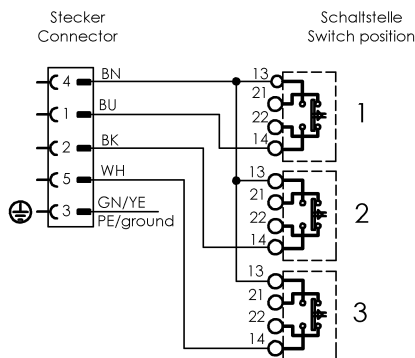 Stecker
Connector
Schaltstelle
Switch position
4 BN
1 BU
2 BK
5 WH
3 GN/YE
PE/ground
13
21
22
14
1
13
21
22
14
2
13
21
22
14
3